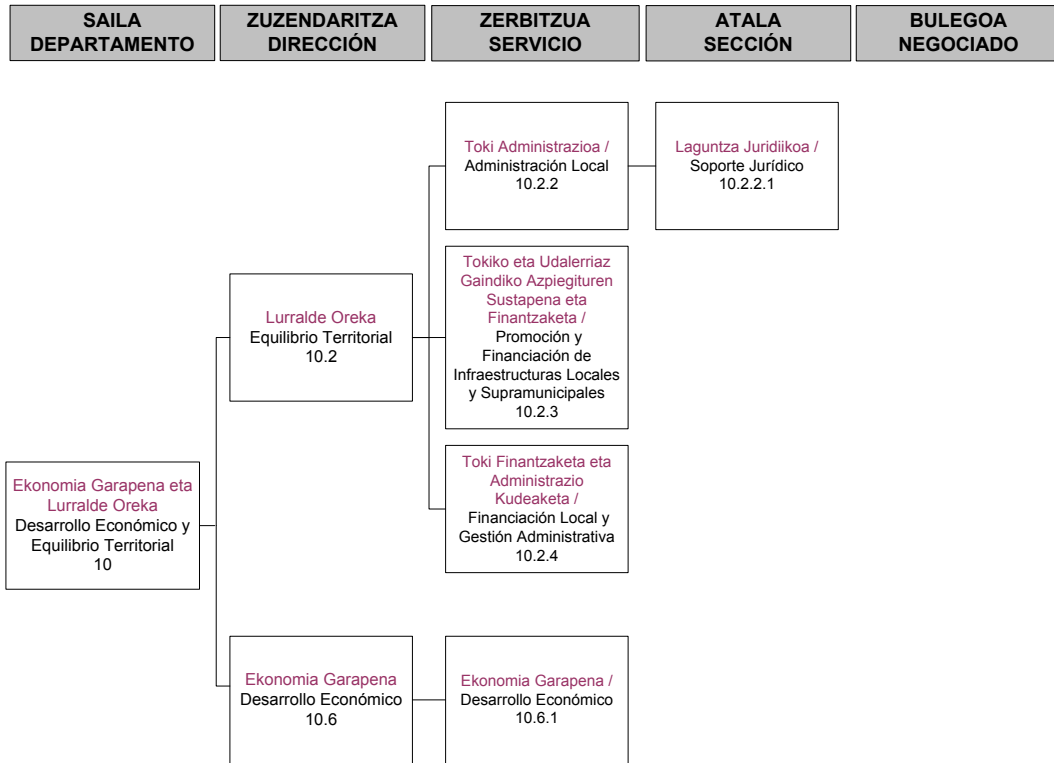 SAILA
DEPARTAMENTO
ZUZENDARITZA
DIRECCIÓN
ZERBITZUA
SERVICIO
ATALA
SECCIÓN
BULEGOA
NEGOCIADO
Toki Administrazioa /
Administración Local
10.2.2
Laguntza Juridiikoa /
Soporte Jurídico
10.2.2.1
Tokiko eta Udalerriaz
Gaindiko Azpiegituren
Sustapena eta
Finantzaketa /
Promoción y
Financiación de
Infraestructuras Locales
y Supramunicipales
10.2.3
Lurralde Oreka
Equilibrio Territorial
10.2
Toki Finantzaketa eta
Administrazio
Kudeaketa /
Financiación Local y
Gestión Administrativa
10.2.4
Ekonomia Garapena eta
Lurralde Oreka
Desarrollo Económico y
Equilibrio Territorial
10
Ekonomia Garapena
Desarrollo Económico
10.6
Ekonomia Garapena /
Desarrollo Económico
10.6.1